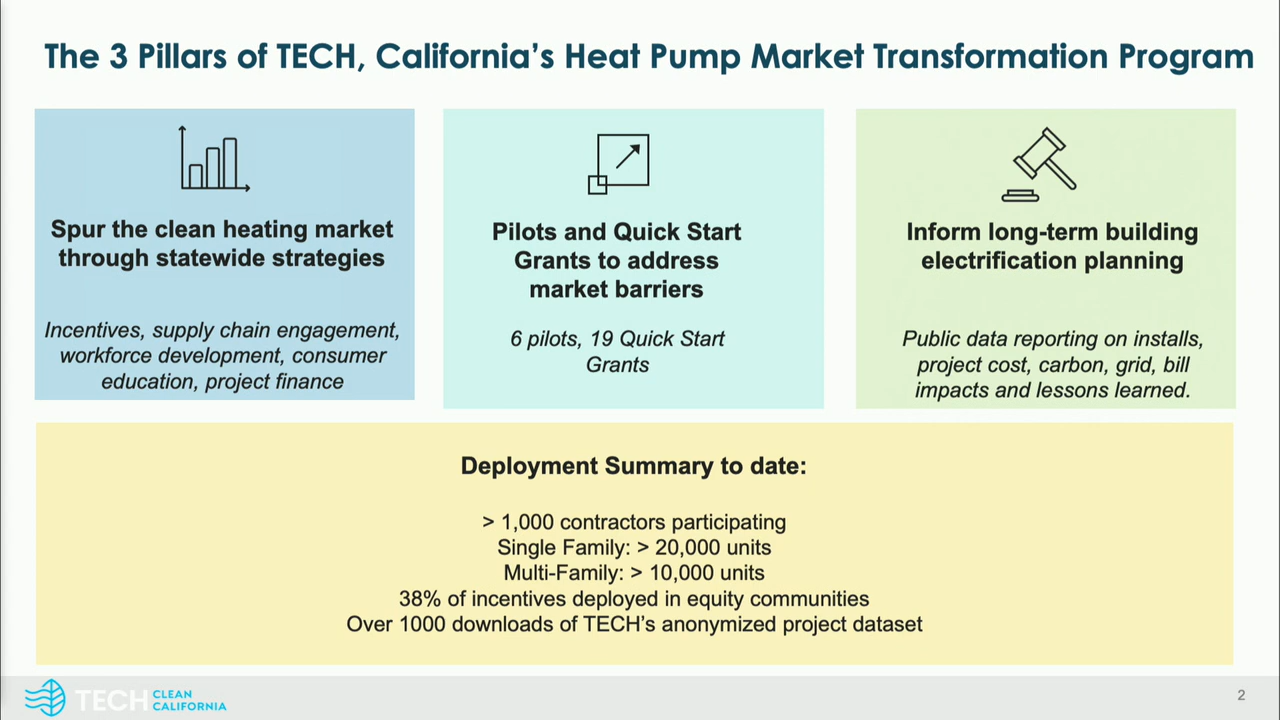 The 3 Pillars of TECH, California's Heat Pump Market Transformation Program
Spur the clean heating market
through statewide strategies
Incentives, supply chain engagement,
workforce development, consumer
education, project finance
Pilots and Quick Start
Grants to address
market barriers
6 pilots, 19 Quick Start
Grants
Inform long-term building
electrification planning
Public data reporting on installs,
project cost, carbon, grid, bill
impacts and lessons learned.
Deployment Summary to date:
> 1,000 contractors participating
Single Family: > 20,000 units
Multi-Family: > 10,000 units
38% of incentives deployed in equity communities
Over 1000 downloads of TECH's anonymized project dataset
TECH CLEAN
CALIFORNIA
2